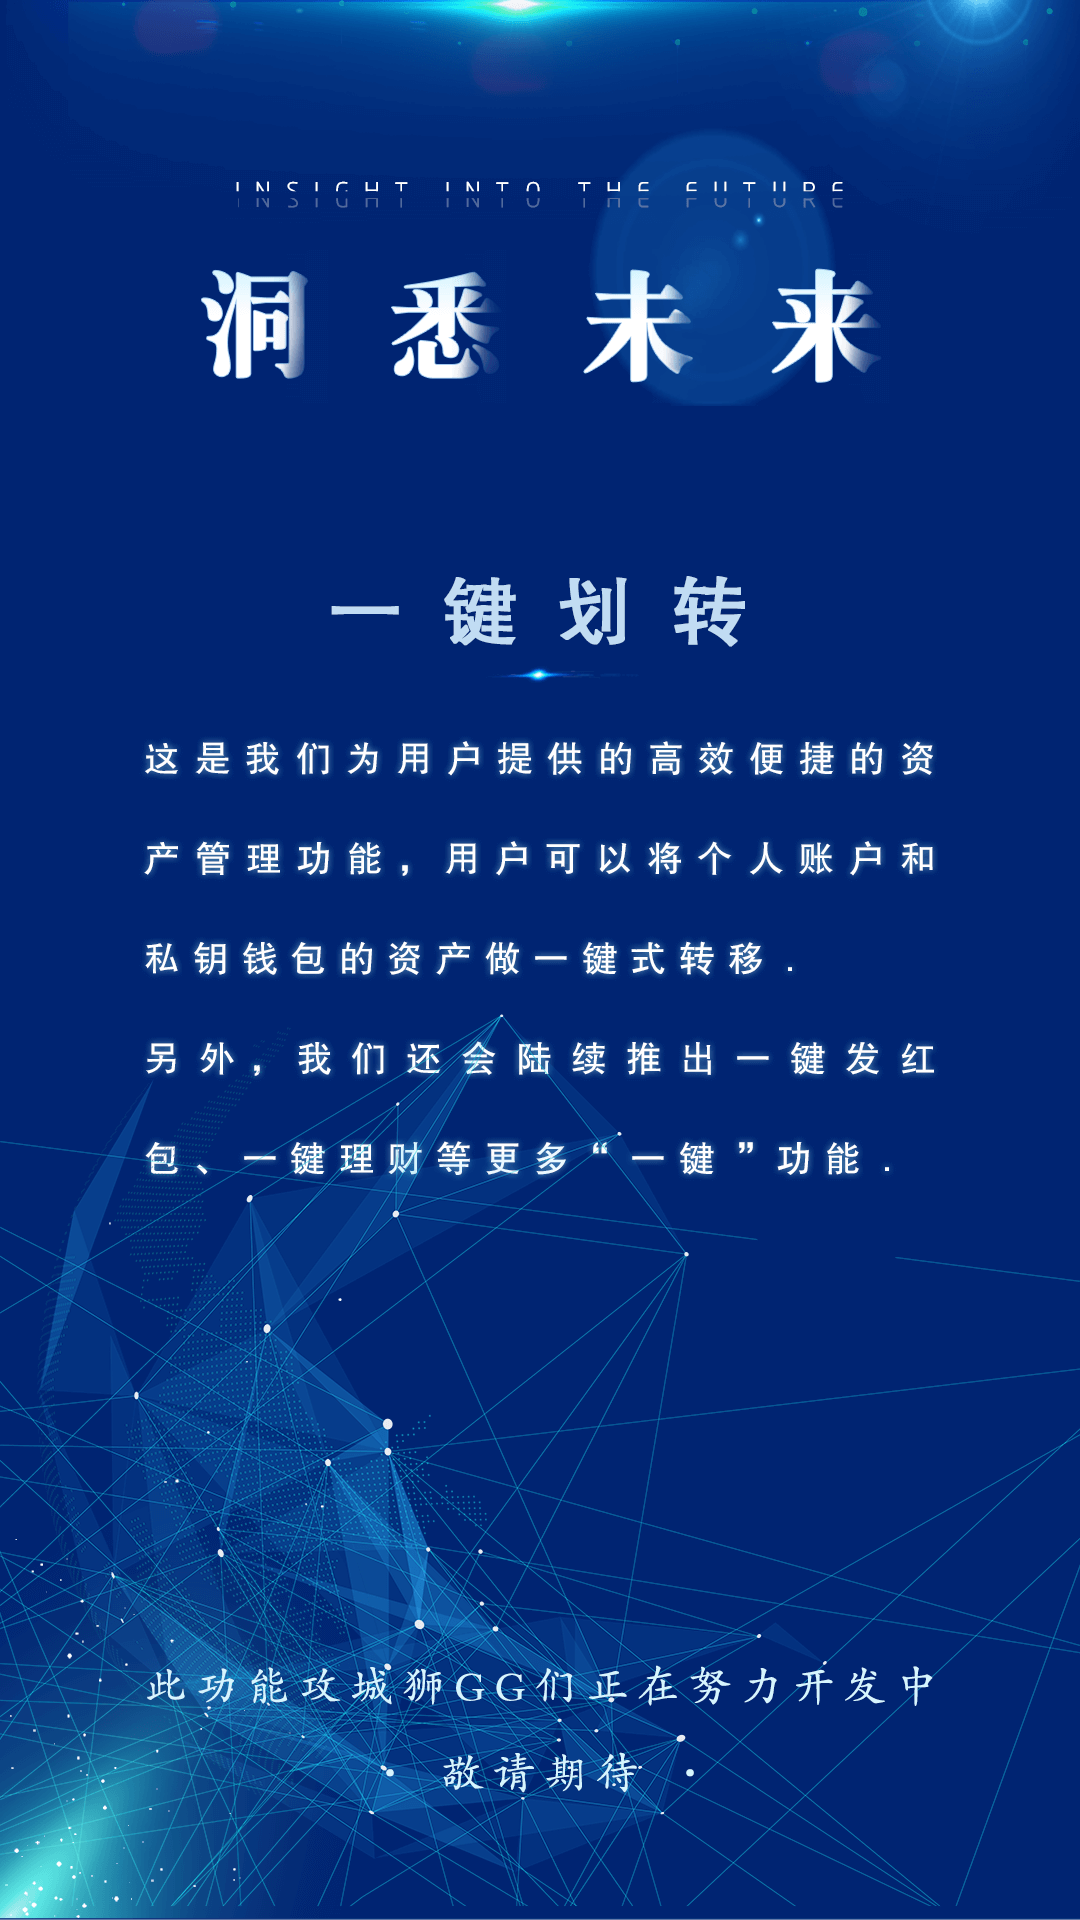 INSIGHT INTO THE FUTURE
洞悉未来
一键划转
这是我们为用户提供的高效便捷的资
产管理功能，用户可以将个人账户和
私钥钱包的资产做一键式转移.
另外，我们还会陆续推出一键发红
包、一键理财等更多“一键”功能.
此功能攻城狮GG们正在努力开发中
敬请期待